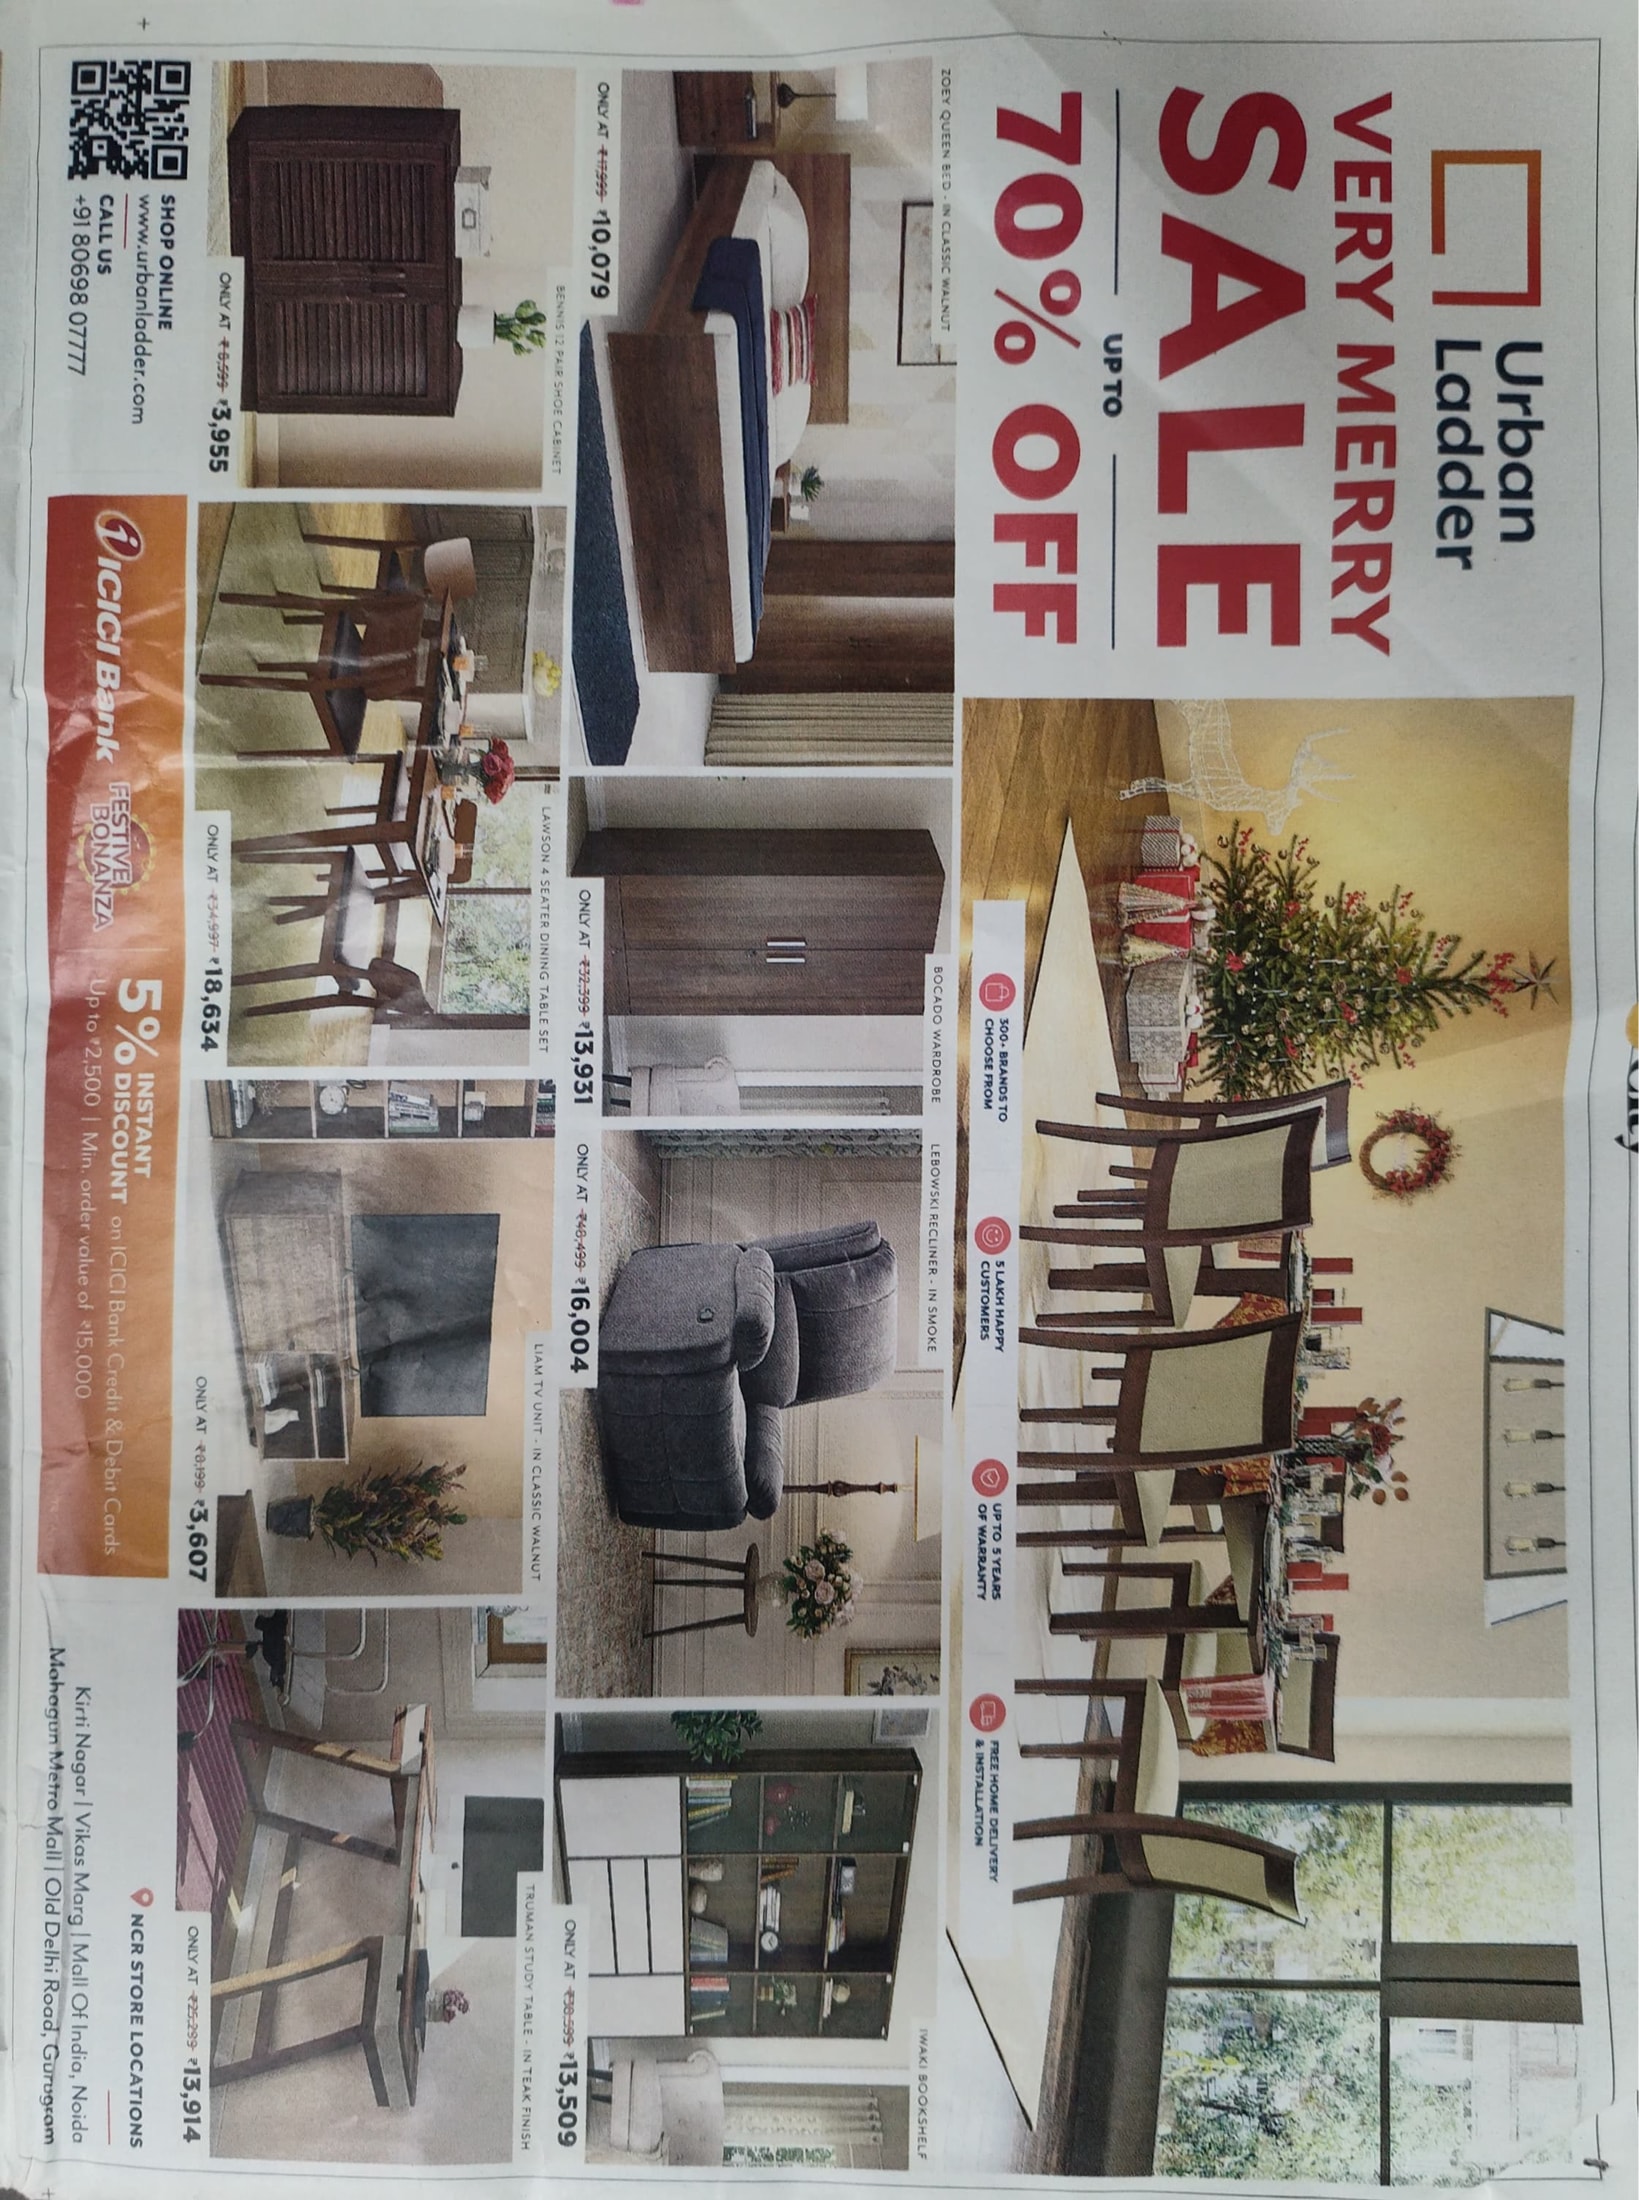 City
Urban
Ladder
VERY MERRY
SALE
UP TO
70% OFF
300+ BRANDS TO
CHOOSE FROM
5 LAKH HAPPY
CUSTOMERS
UP TO 5 YEARS
OF WARRANTY
FREE HOME DELIVERY
& INSTALLATION
ZOEY QUEEN BED - IN CLASSIC WALNUT
ONLY AT ₹17,999 ₹10,079
BOCADO WARDROBE
ONLY AT ₹32,399 ₹13,931
LEBOWSKI RECLINER - IN SMOKE
ONLY AT ₹48,499 ₹16,004
IWAKI BOOKSHELF
ONLY AT ₹38,599 ₹13,509
BENNIS 12 PAIR SHOE CABINET
ONLY AT ₹8,599 ₹3,955
LAWSON 4 SEATER DINING TABLE SET
ONLY AT ₹34,997 ₹18,634
LIAM TV UNIT - IN CLASSIC WALNUT
ONLY AT ₹8,199 ₹3,607
TRUMAN STUDY TABLE - IN TEAK FINISH
ONLY AT ₹25,299 ₹13,914
SHOP ONLINE
www.urbanladder.com
CALL US
+91 80698 07777
ICICI Bank
FESTIVE
BONANZA
5% INSTANT
DISCOUNT on ICICI Bank Credit & Debit Cards
Up to ₹2,500 | Min. order value of ₹15,000
NCR STORE LOCATIONS
Kirti Nagar | Vikas Marg | Mall Of India, Noida
Mahagun Metro Mall | Old Delhi Road, Gurugram